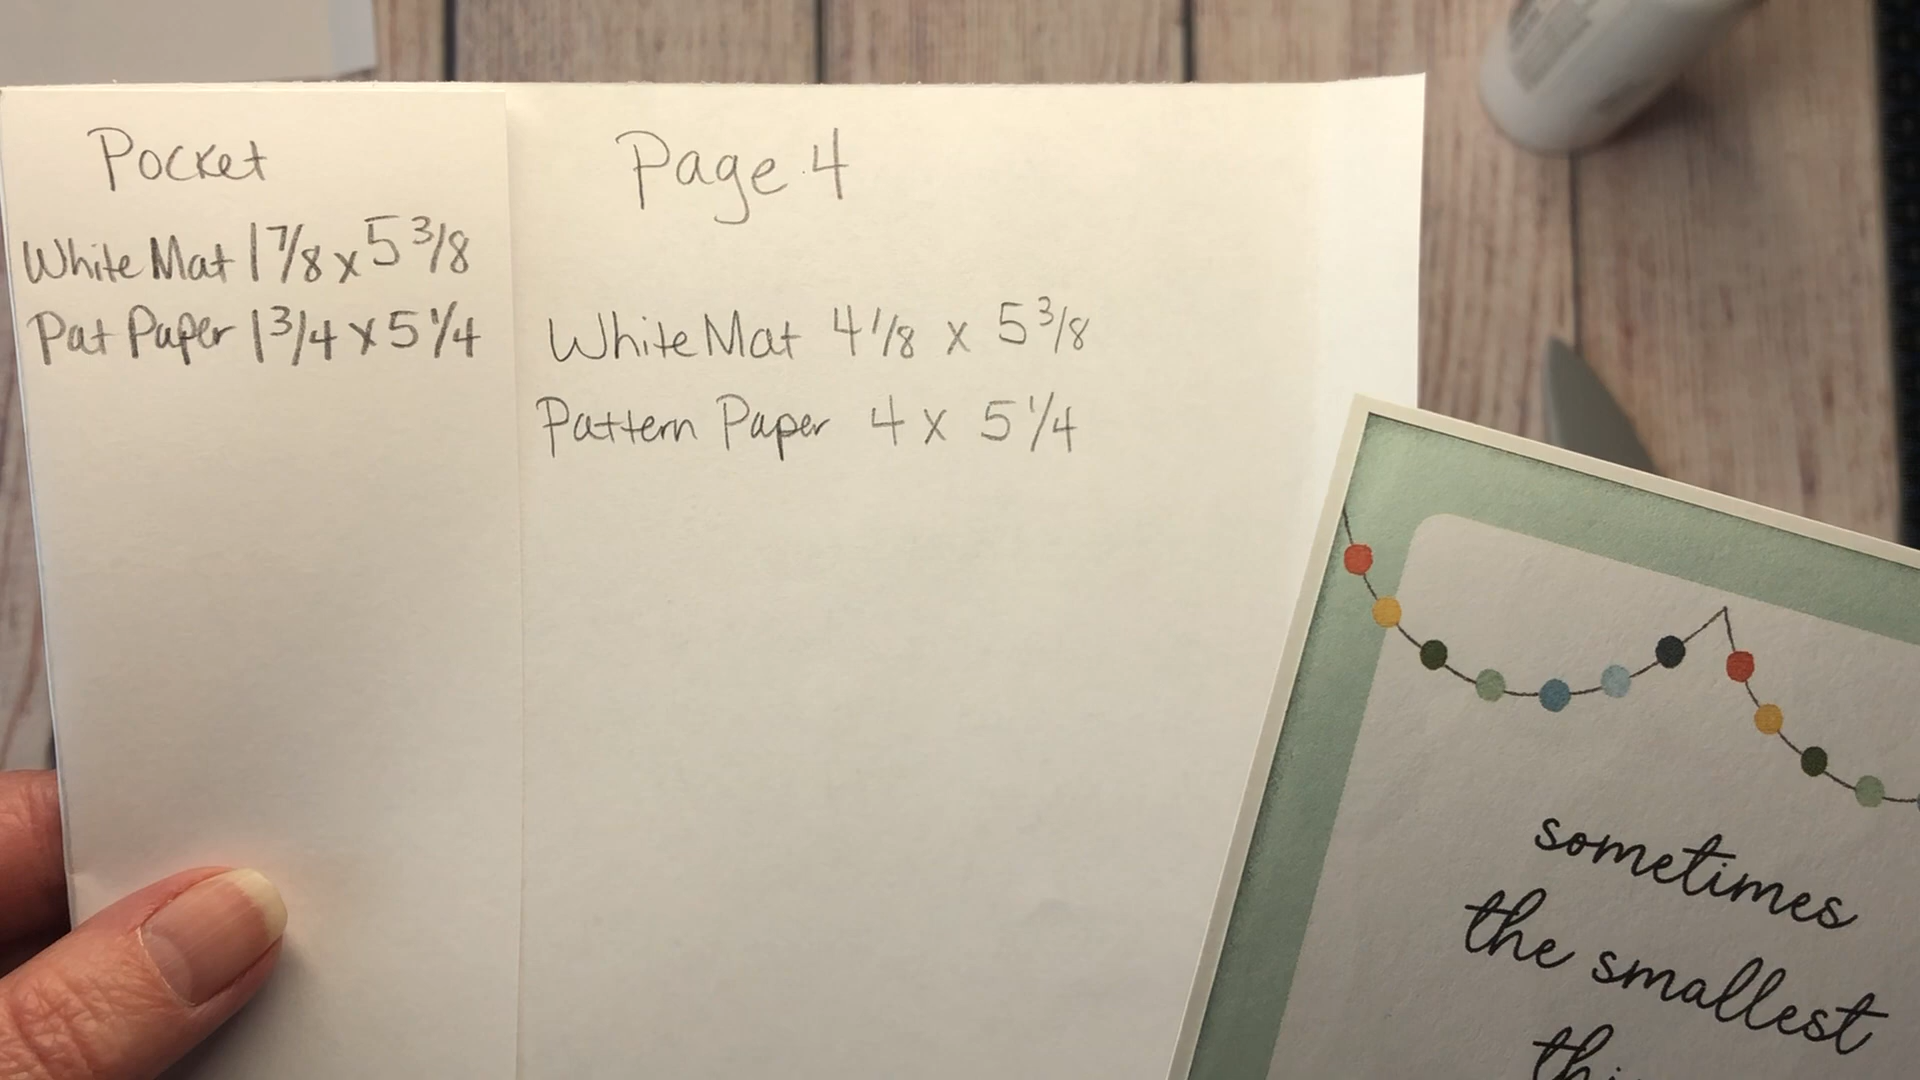 Pocket
White Mat 1 7/8 x 5 3/8
Pat Paper 1 3/4 x 5 1/4
Page 4
White Mat 4 1/8 x 5 3/8
Pattern Paper 4 x 5 1/4
sometimes
the smallest